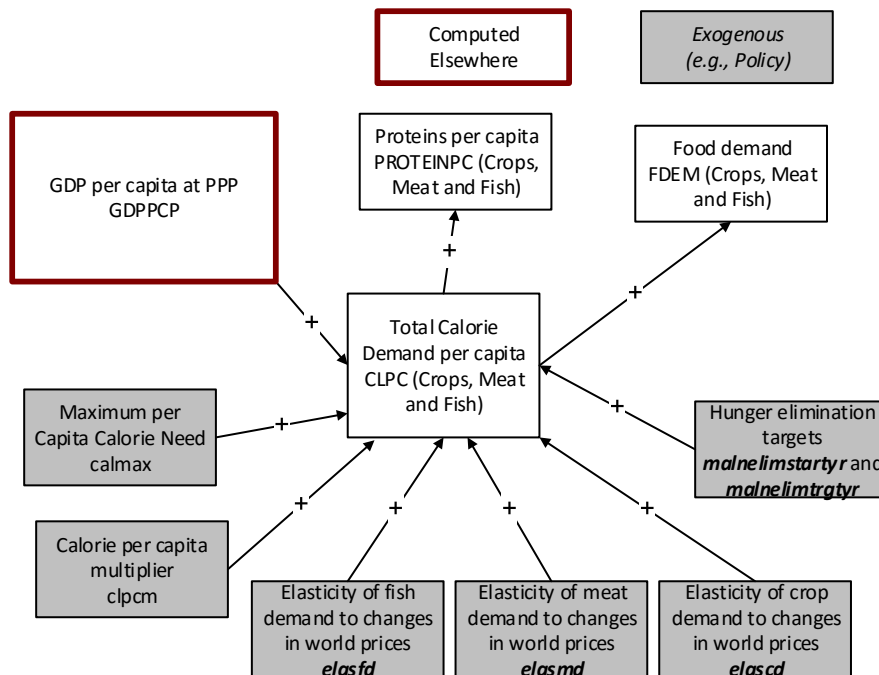 Computed
Elsewhere
Exogenous
(e.g., Policy)
GDP per capita at PPP
GDPPCP
Proteins per capita
PROTEINPC (Crops,
Meat and Fish)
Food demand
FDEM (Crops, Meat
and Fish)
+
+
+
Total Calorie
Demand per capita
CLPC (Crops, Meat
and Fish)
Maximum per
Capita Calorie Need
calmax
+
+
Hunger elimination
targets
malnelimstartyr and
malnelimtrgtyr
Calorie per capita
multiplier
clpcm
+
+
+
+
Elasticity of fish
demand to changes
in world prices
elasfd
Elasticity of meat
demand to changes
in world prices
elasmd
Elasticity of crop
demand to changes
in world prices
elascd